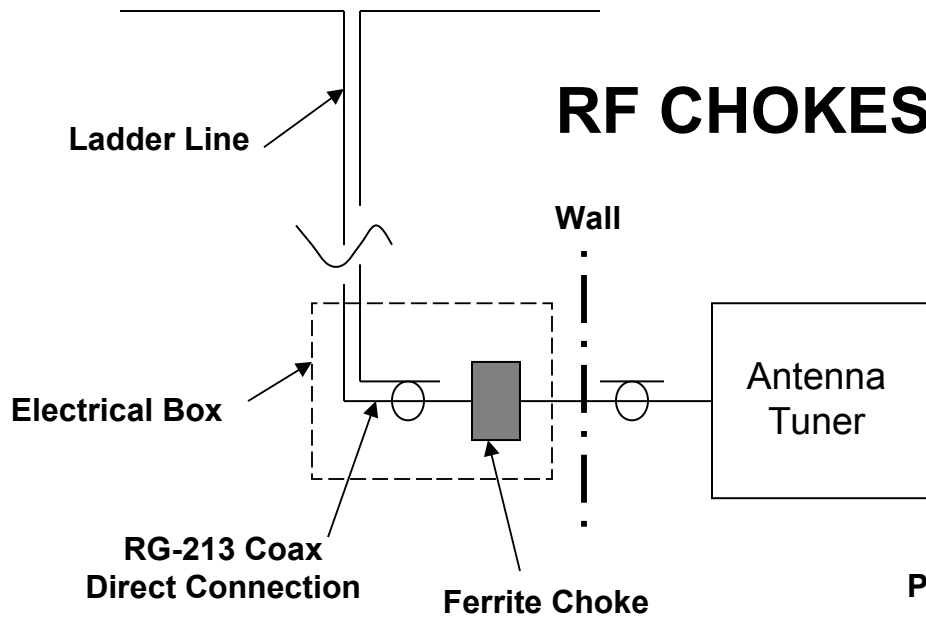 RF CHOKES
Ladder Line
Wall
Antenna
Tuner
Electrical Box
RG-213 Coax
Direct Connection
Ferrite Choke
P